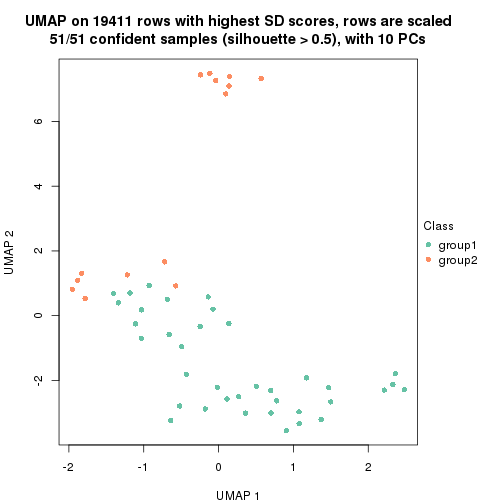 UMAP on 19411 rows with highest SD scores, rows are scaled
51/51 confident samples (silhouette > 0.5), with 10 PCs
6
4
2
0
-2
UMAP 2
-2
-1
0
1
2
UMAP 1
Class
group1
group2